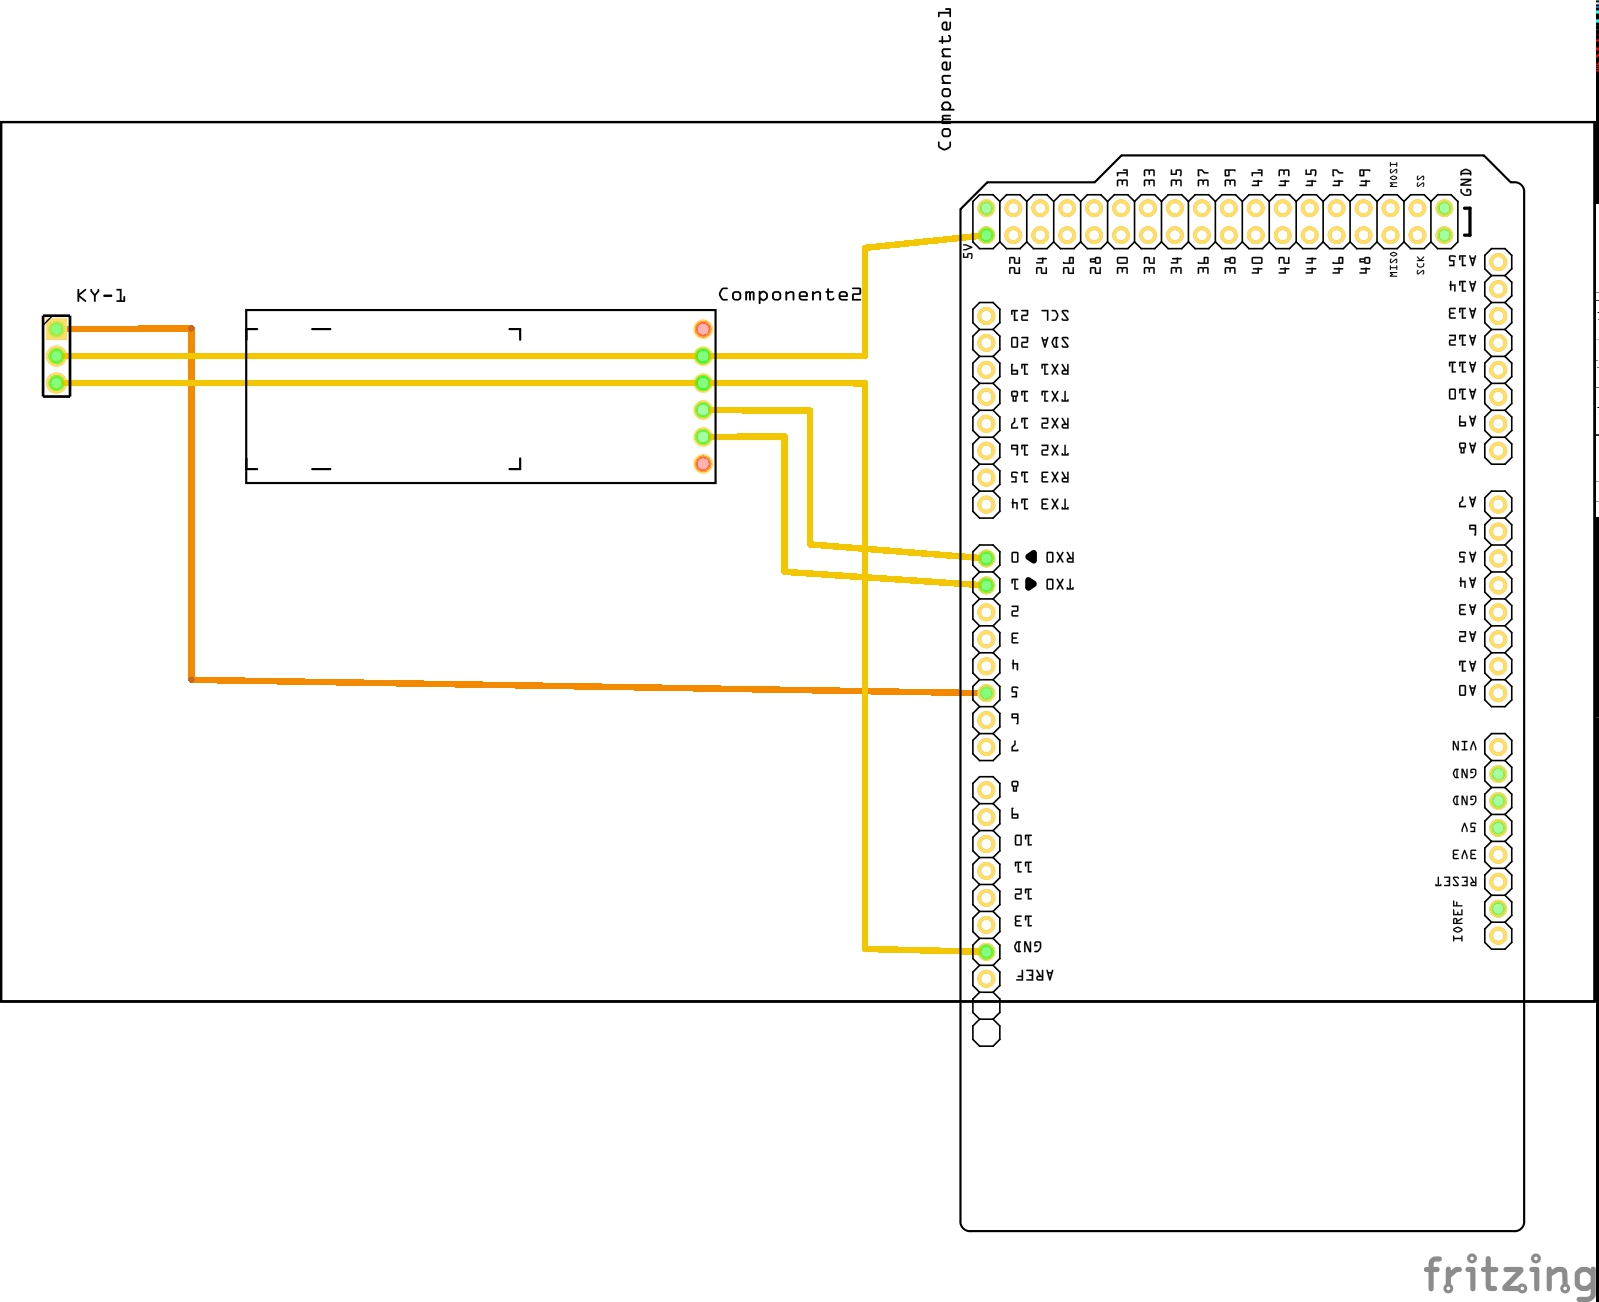 Componente1
31 33 35 37 39 41 43 45 47 49 MOSI SS GND
5V 22 24 26 28 30 32 34 36 38 40 42 44 46 48 MISO SCK
KY-1
Componente2
21 SCL
20 SDA
19 RX1
18 TX1
17 RX2
16 TX2
15 RX3
14 TX3
0 RX0
1 TX0
2
3
4
5
6
7
8
9
10
11
12
13
GND
AREF
A15
A14
A13
A12
A11
A10
A9
A8
A7
6
A5
A4
A3
A2
A1
A0
VIN
GND
GND
5V
3V3
RESET
IOREF
fritzing